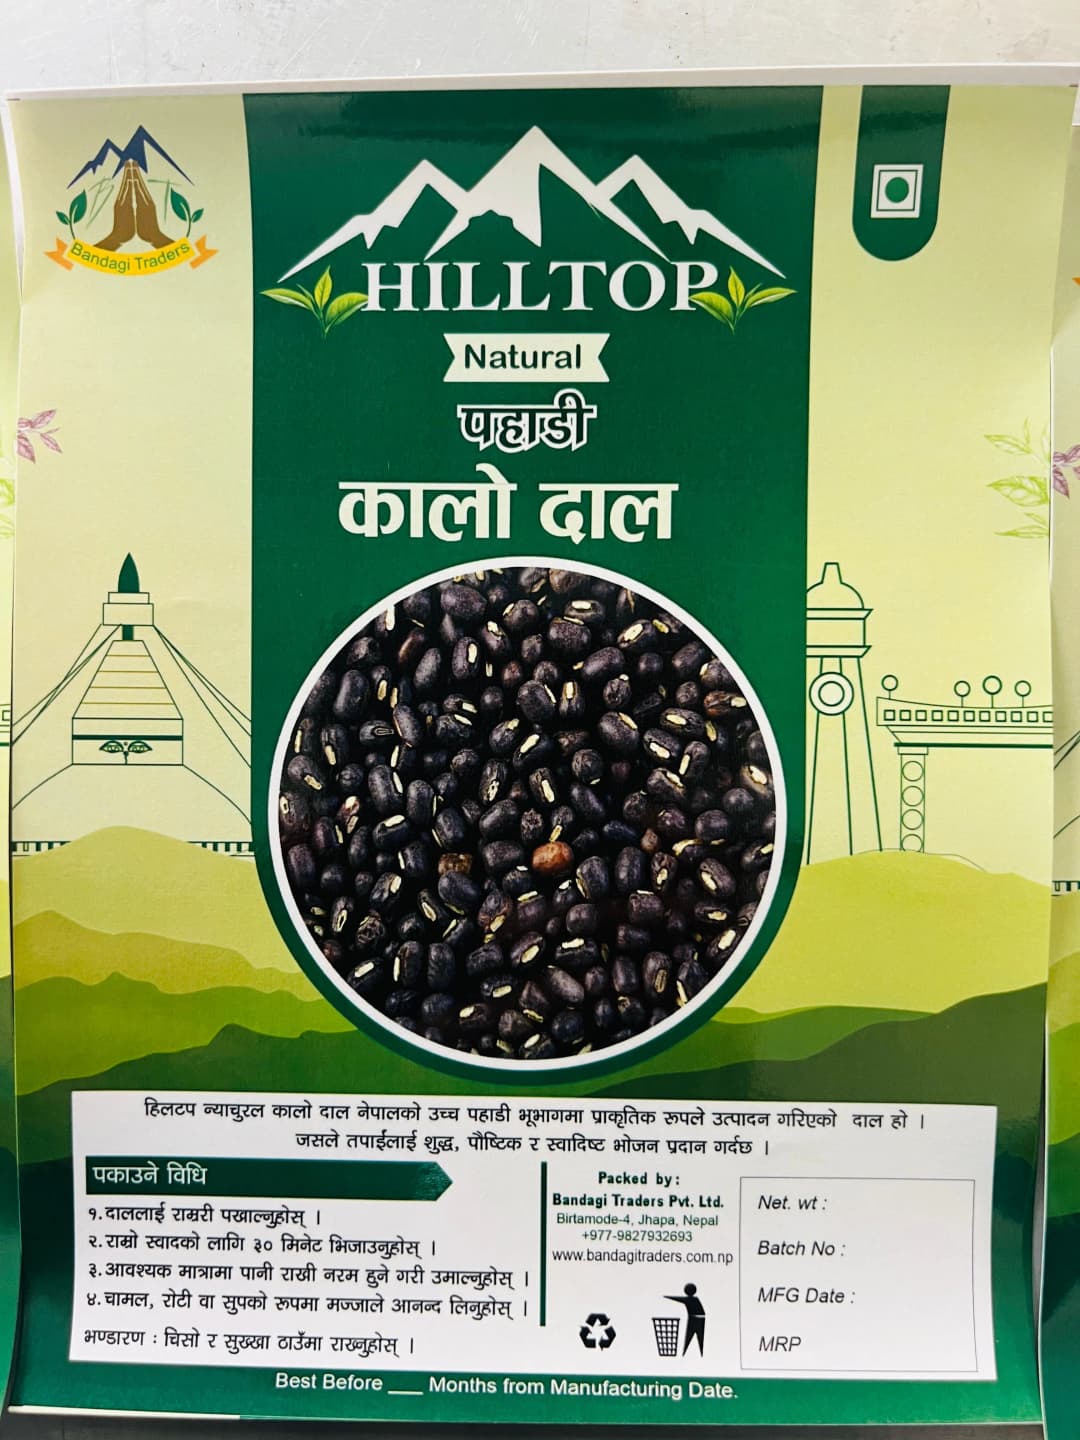 Bandagi Traders
HILLTOP
Natural
पहाडी
कालो दाल
हिलटप न्याचुरल कालो दाल नेपालको उच्च पहाडी भूभागमा प्राकृतिक रुपले उत्पादन गरिएको दाल हो ।
जसले तपाईंलाई शुद्ध, पौष्टिक र स्वादिष्ट भोजन प्रदान गर्दछ ।
पकाउने विधि
१.दाललाई राम्ररी पखाल्नुहोस् ।
२.राम्रो स्वादको लागि ३० मिनेट भिजाउनुहोस् ।
३.आवश्यक मात्रामा पानी राखी नरम हुने गरी उमाल्नुहोस् ।
४.चामल, रोटी वा सुपको रूपमा मज्जाले आनन्द लिनुहोस् ।
भण्डारण : चिसो र सुख्खा ठाउँमा राख्नुहोस् ।
Packed by:
Bandagi Traders Pvt. Ltd.
Birtamode-4, Jhapa, Nepal
+977-9827932693
www.bandagitraders.com.np
Net. wt :
Batch No :
MFG Date :
MRP
Best Before ___ Months from Manufacturing Date.